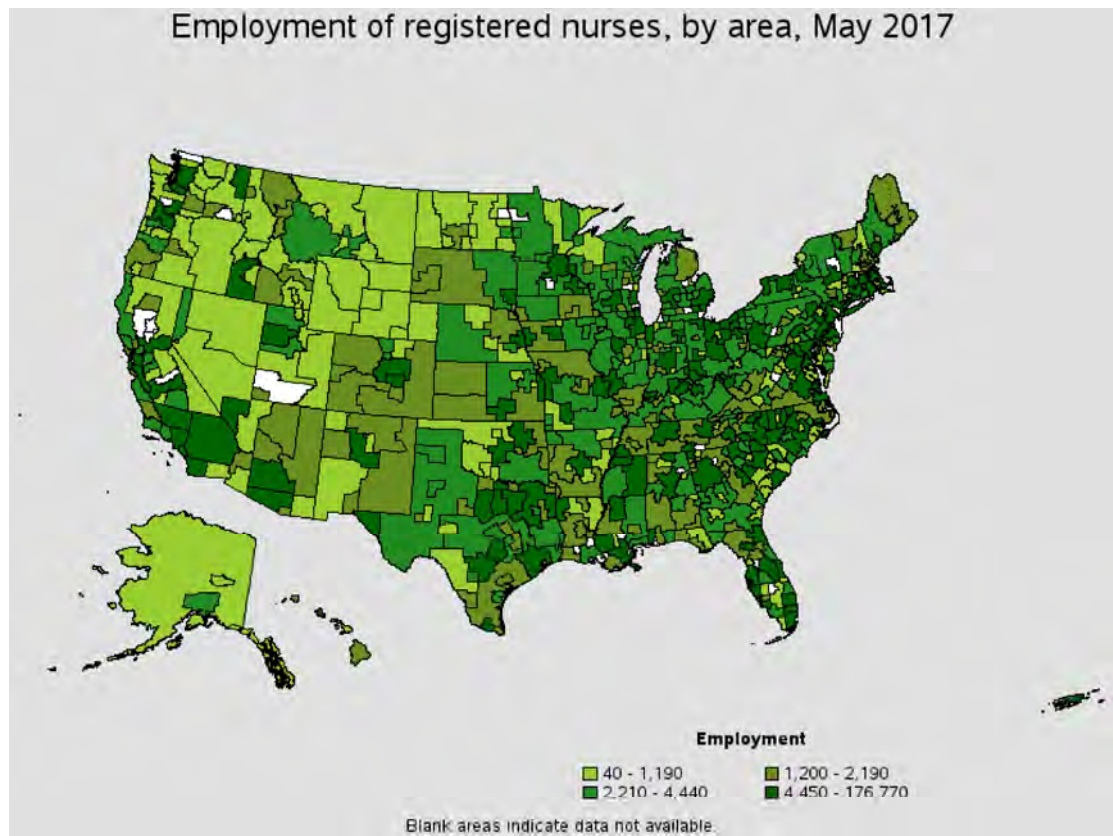 Employment of registered nurses, by area, May 2017
Employment
40 - 1,190
1,200 - 2,190
2,210 - 4,440
4,450 - 176,770
Blank areas indicate data not available.